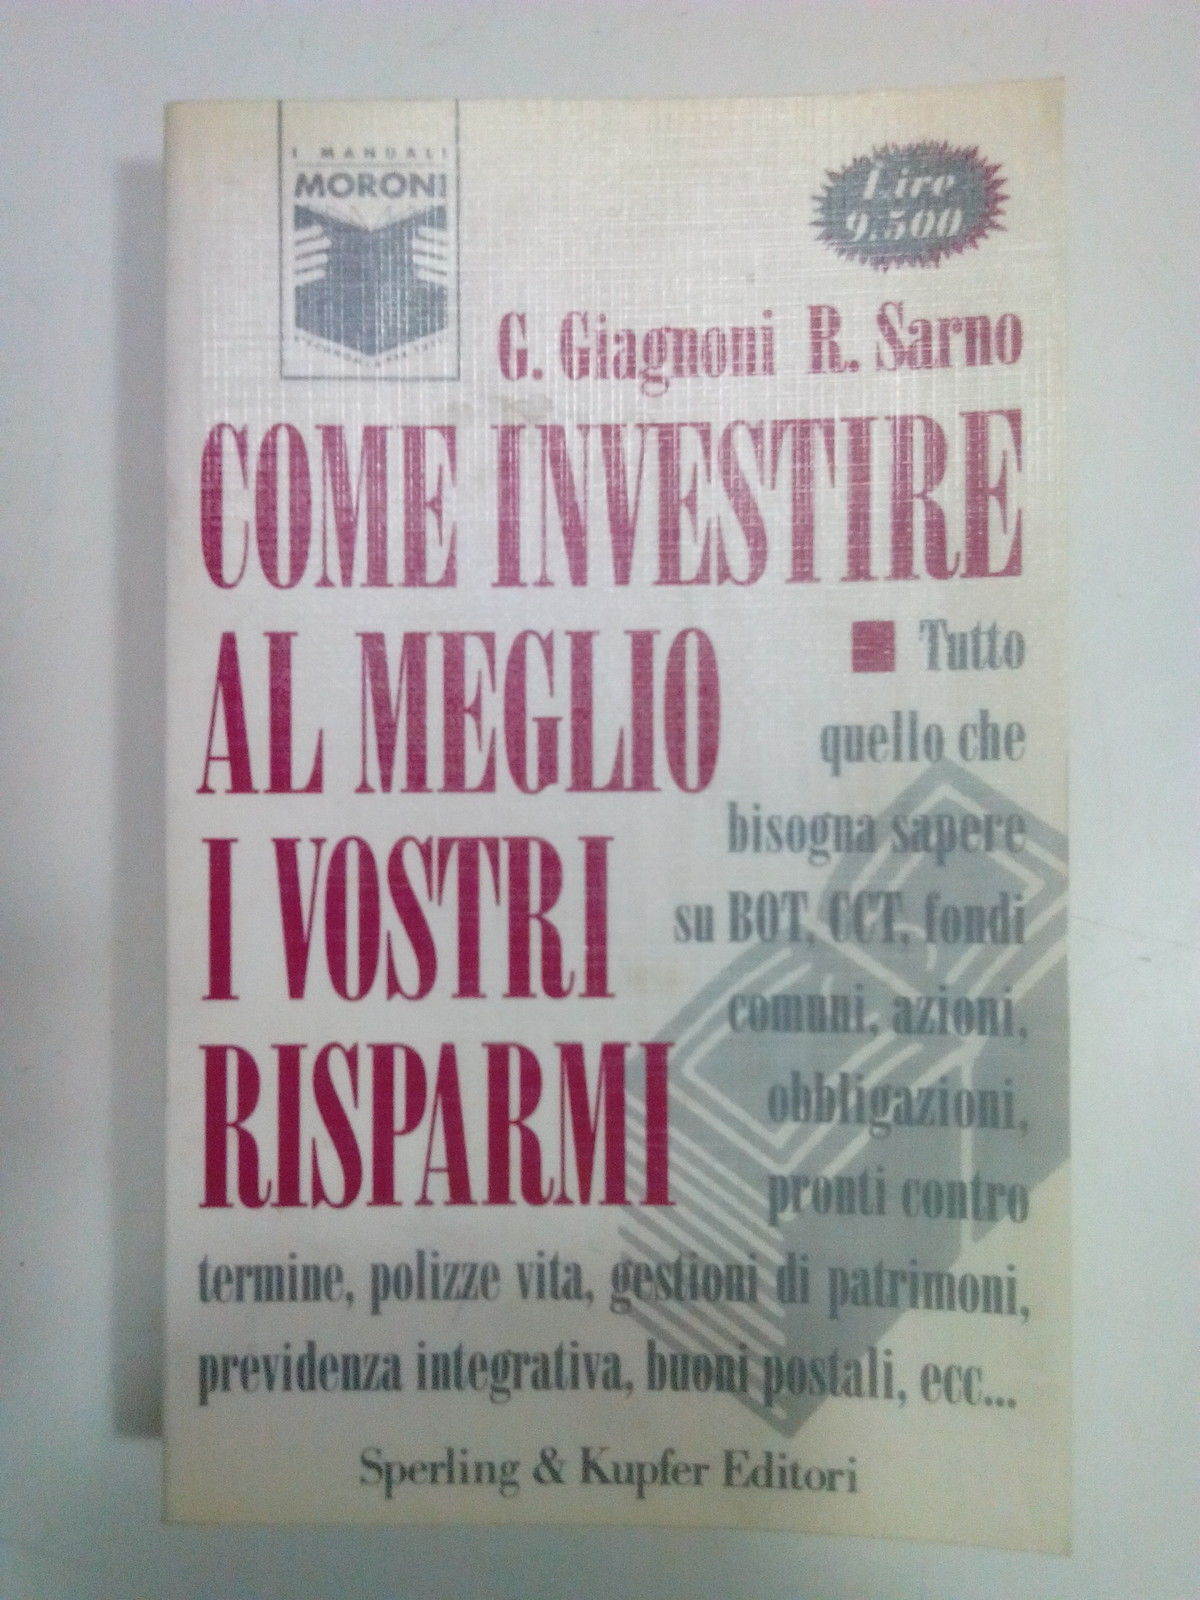 I MANUALI
MORONI
Lire
9.500
G. Giagnoni R. Sarno
COME INVESTIRE
AL MEGLIO
I VOSTRI
RISPARMI
■ Tutto
quello che
bisogna sapere
su BOT, CCT, fondi
comuni, azioni,
obbligazioni,
pronti contro
termine, polizze vita, gestioni di patrimoni,
previdenza integrativa, buoni postali, ecc...
Sperling & Kupfer Editori